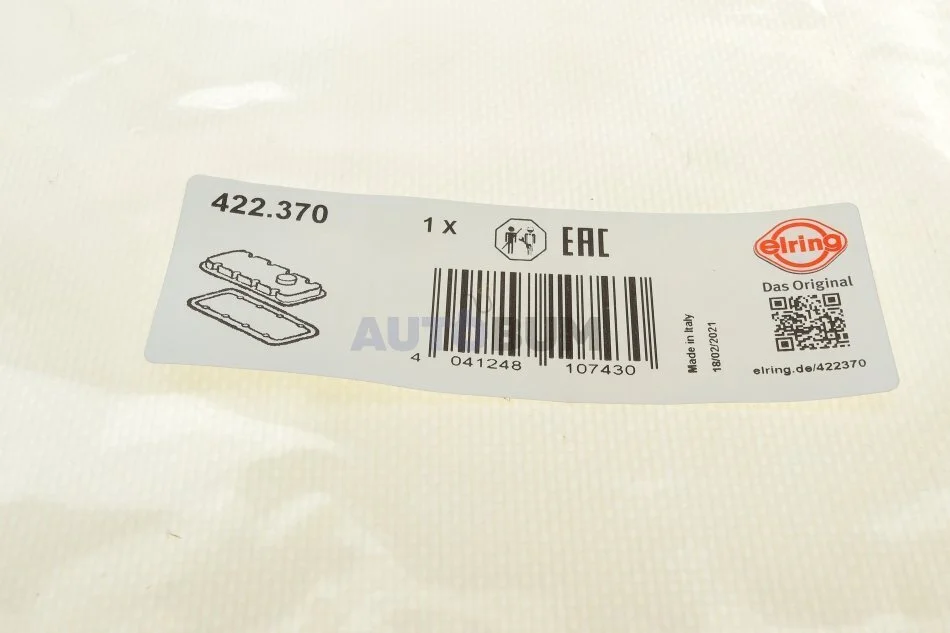 422.370
1 X
EAC
elring
Das Original
AUTOBUM
4 041248 107430
Made in Italy
18/02/2021
elring.de/422370